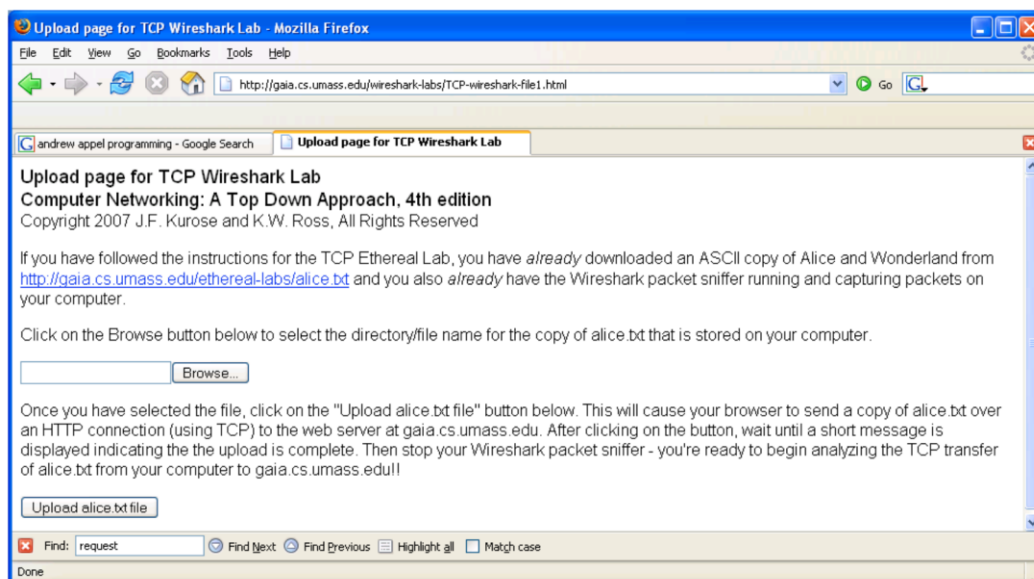 Upload page for TCP Wireshark Lab - Mozilla Firefox
File Edit View Go Bookmarks Tools Help
http://gaia.cs.umass.edu/wireshark-labs/TCP-wireshark-file1.html Go G
G andrew appel programming - Google Search Upload page for TCP Wireshark Lab
Upload page for TCP Wireshark Lab
Computer Networking: A Top Down Approach, 4th edition
Copyright 2007 J.F. Kurose and K.W. Ross, All Rights Reserved
If you have followed the instructions for the TCP Ethereal Lab, you have already downloaded an ASCII copy of Alice and Wonderland from
http://gaia.cs.umass.edu/ethereal-labs/alice.txt and you also already have the Wireshark packet sniffer running and capturing packets on
your computer.
Click on the Browse button below to select the directory/file name for the copy of alice.txt that is stored on your computer.
Browse...
Once you have selected the file, click on the "Upload alice.txt file" button below. This will cause your browser to send a copy of alice.txt over
an HTTP connection (using TCP) to the web server at gaia.cs.umass.edu. After clicking on the button, wait until a short message is
displayed indicating the the upload is complete. Then stop your Wireshark packet sniffer - you're ready to begin analyzing the TCP transfer
of alice.txt from your computer to gaia.cs.umass.edu!!
Upload alice.txt file
Find: request Find Next Find Previous Highlight all Match case
Done